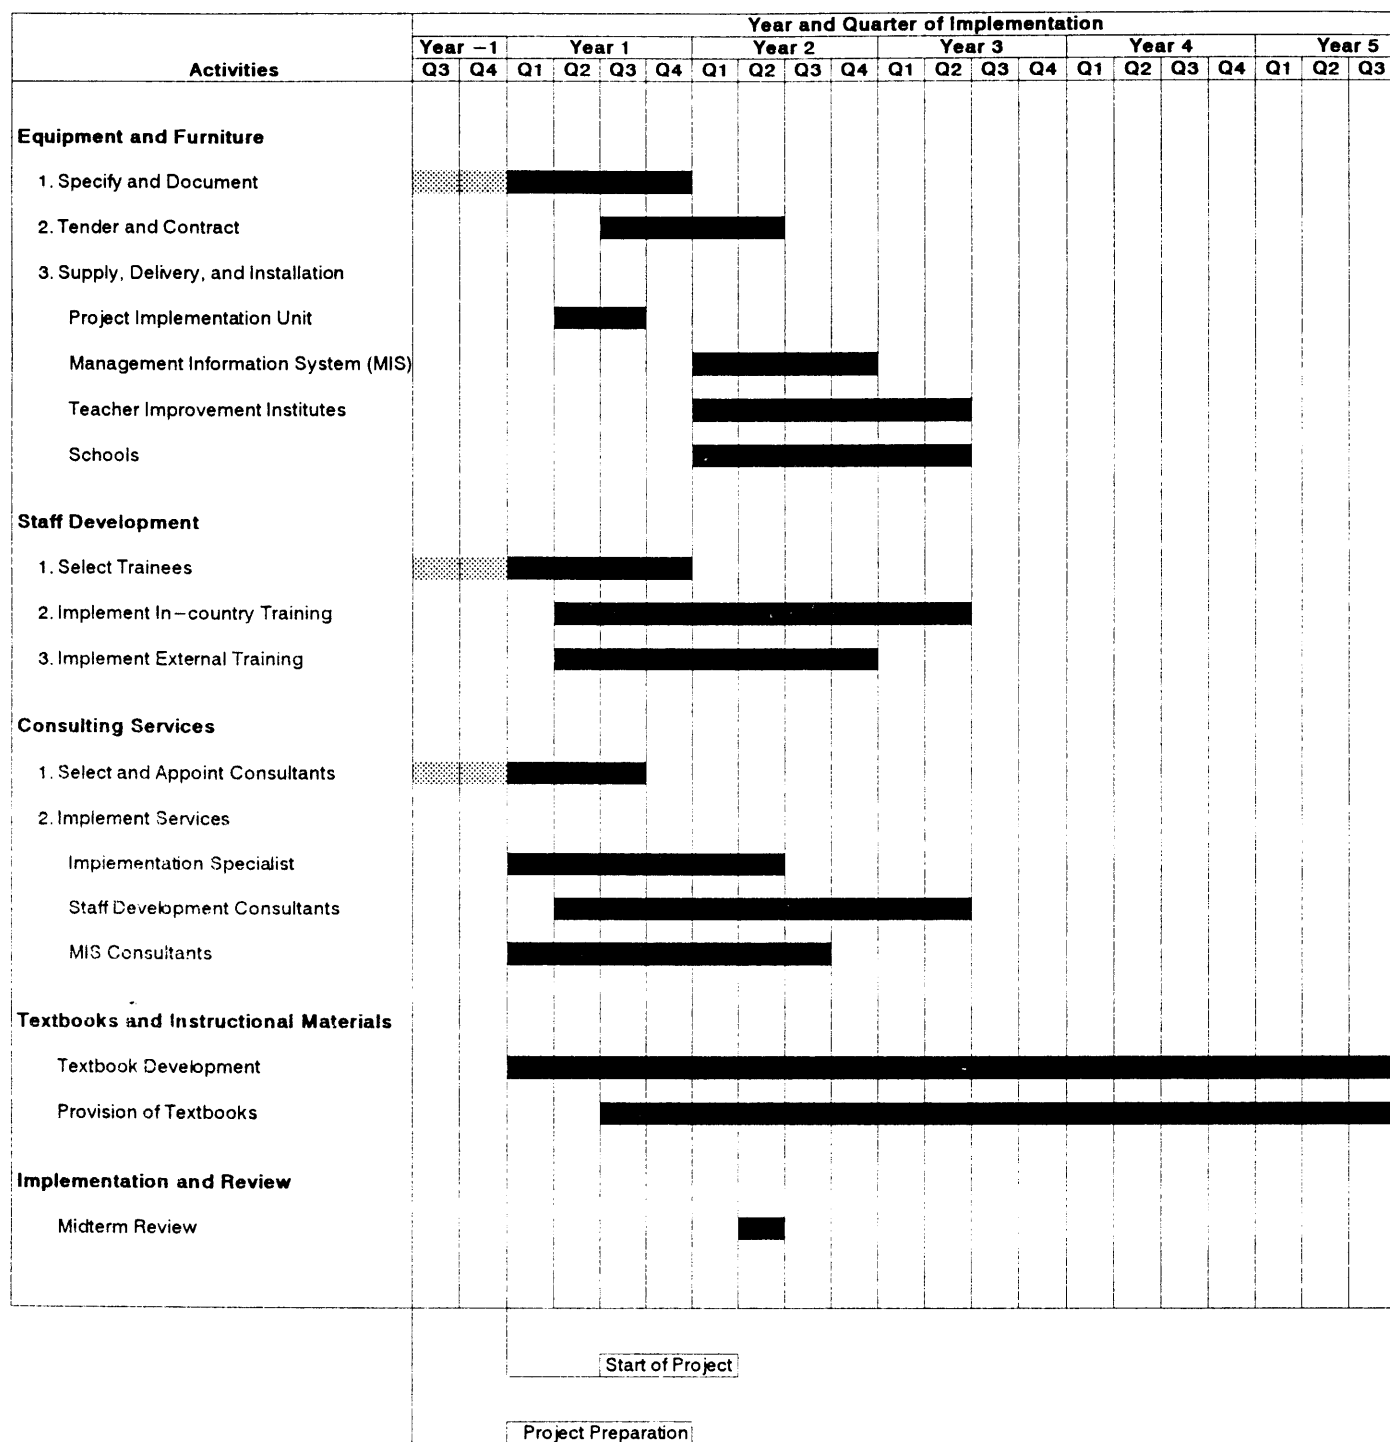 Year and Quarter of Implementation
Year −1 Year 1 Year 2 Year 3 Year 4 Year 5
Activities Q3 Q4 Q1 Q2 Q3 Q4 Q1 Q2 Q3 Q4 Q1 Q2 Q3 Q4 Q1 Q2 Q3 Q4 Q1 Q2 Q3
Equipment and Furniture
1. Specify and Document
2. Tender and Contract
3. Supply, Delivery, and Installation
Project Implementation Unit
Management Information System (MIS)
Teacher Improvement Institutes
Schools
Staff Development
1. Select Trainees
2. Implement In−country Training
3. Implement External Training
Consulting Services
1. Select and Appoint Consultants
2. Implement Services
Implementation Specialist
Staff Development Consultants
MIS Consultants
Textbooks and Instructional Materials
Textbook Development
Provision of Textbooks
Implementation and Review
Midterm Review
Start of Project
Project Preparation